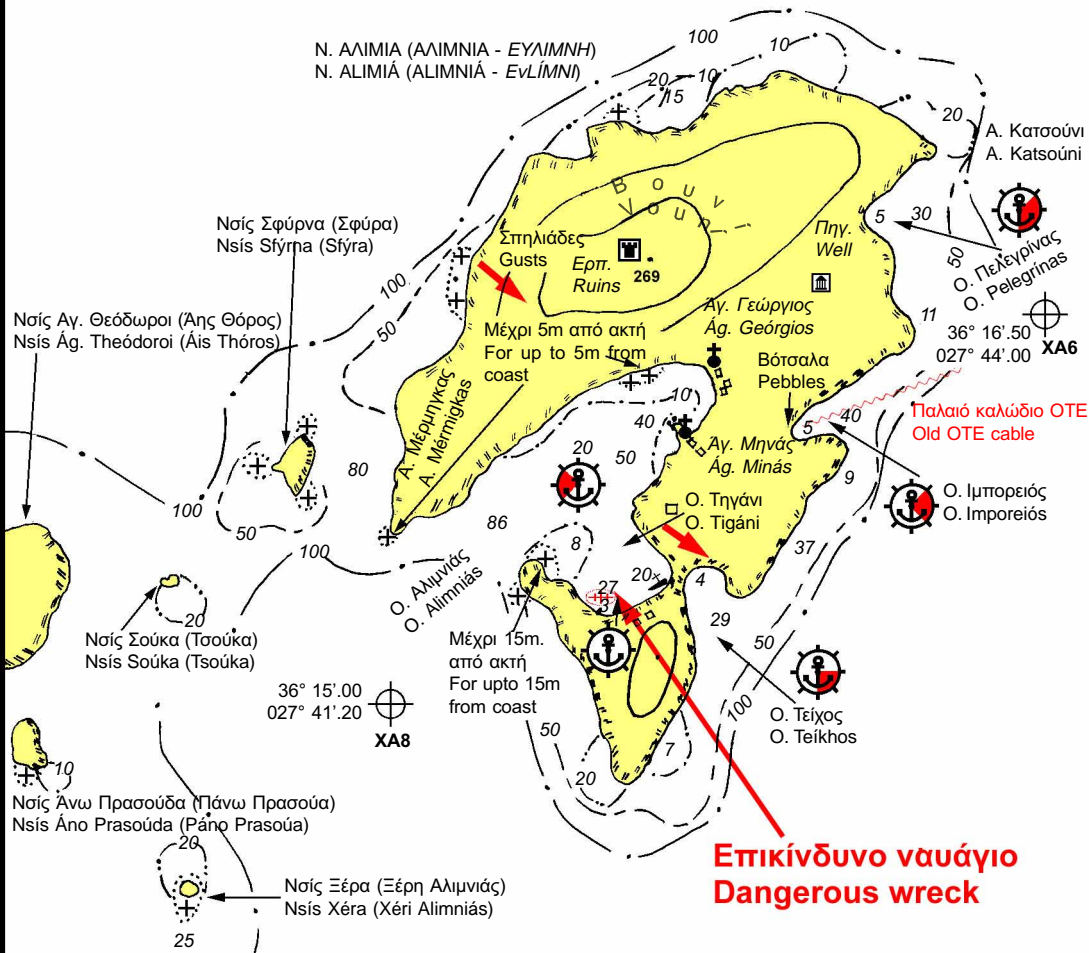 Ν. ΑΛΙΜΙΑ (ΑΛΙΜΝΙΑ - ΕΥΛΙΜΝΗ)
N. ALIMIÁ (ALIMNIÁ - EvLÍMNI)
100
10
20
10
15
20
Α. Κατσούνι
A. Katsoúni
Β ο υ ν ί
V o u n í
5
30
50
Ο. Πελεγρίνας
O. Pelegrínas
Νσίς Σφύρνα (Σφύρα)
Nsís Sfýrna (Sfýra)
Σπηλιάδες
Gusts
Ερπ.
Ruins
269
Πηγ.
Well
100
50
Νσίς Αγ. Θεόδωροι (Άης Θόρος)
Nsís Ág. Theódoroi (Áis Thóros)
Μέχρι 5m από ακτή
For up to 5m from
coast
Άγ. Γεώργιος
Ág. Geórgios
11
36° 16’.50
027° 44’.00
XA6
Βότσαλα
Pebbles
Α. Μέρμηγκας
A. Mérmigkas
10
40
5
40
Παλαιό καλώδιο ΟΤΕ
Old OTE cable
20
50
Άγ. Μηνάς
Ág. Minás
9
80
100
50
100
86
Ο. Τηγάνι
O. Tigáni
Ο. Ιμπορειός
O. Imporeiós
8
37
Ο. Αλιμνιάς
O. Alimniás
27
3
20
4
29
50
20
Νσίς Σούκα (Τσούκα)
Nsís Soúka (Tsoúka)
Μέχρι 15m.
από ακτή
For upto 15m
from coast
36° 15’.00
027° 41’.20
XA8
100
Ο. Τείχος
O. Teíkhos
50
7
20
10
Νσίς Άνω Πρασούδα (Πάνω Πρασούα)
Nsís Áno Prasoúda (Páno Prasoúa)
20
Επικίνδυνο ναυάγιο
Dangerous wreck
Νσίς Ξέρα (Ξέρη Αλιμνιάς)
Nsís Xéra (Xéri Alimniás)
25